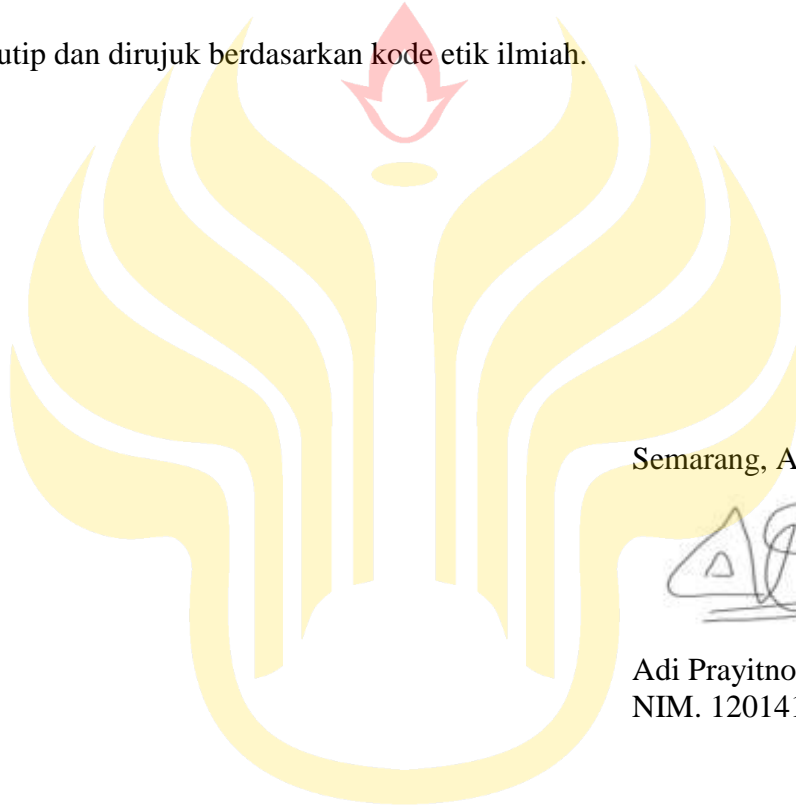 utip dan dirujuk berdasarkan kode etik ilmiah.
Semarang, A
Adi Prayitno
NIM. 120141